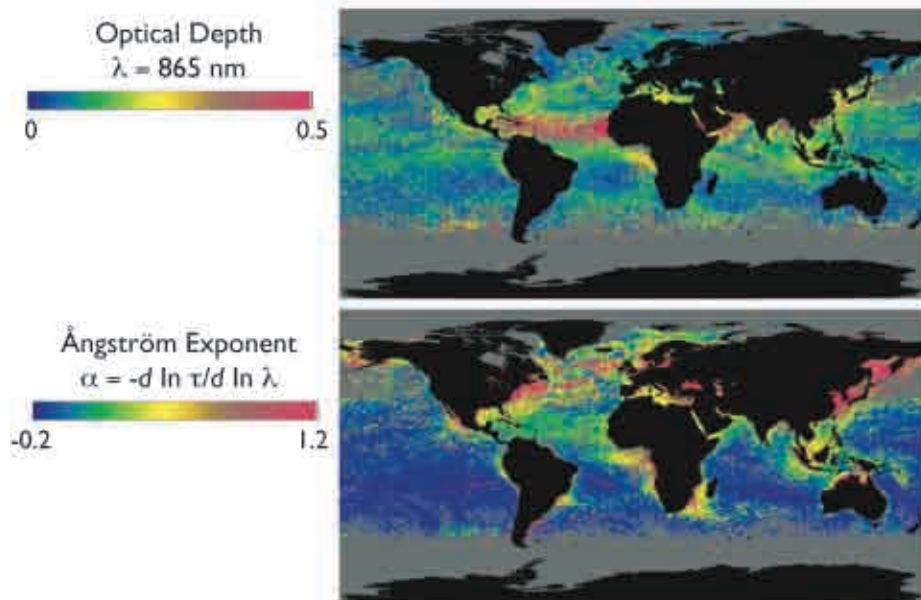 Optical Depth
λ = 865 nm
0 0.5
Ångström Exponent
α = -d ln τ/d ln λ
-0.2 1.2